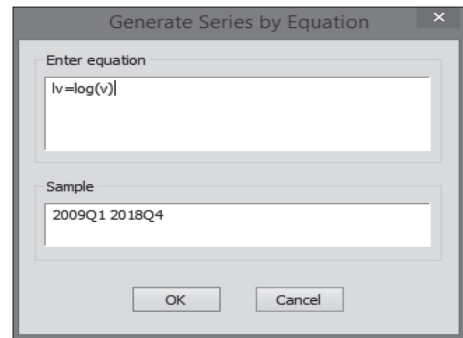 Generate Series by Equation
×
Enter equation
lv=log(v)
Sample
2009Q1 2018Q4
OK
Cancel